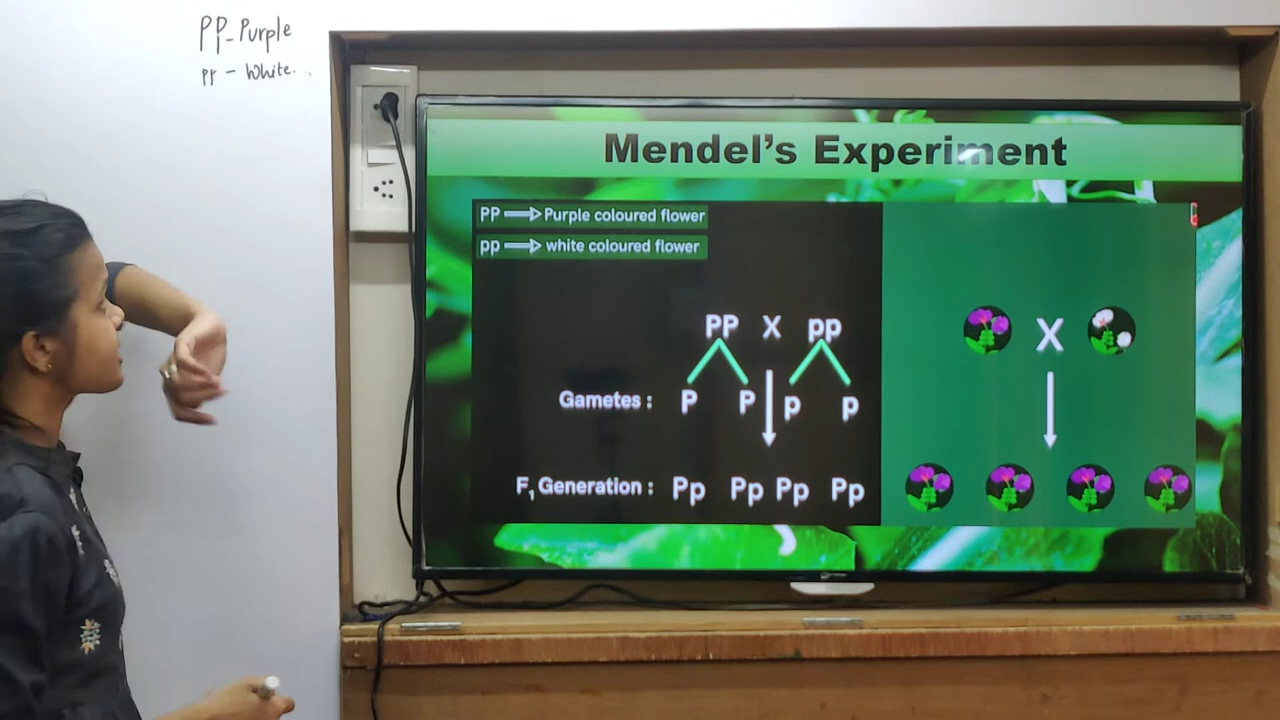 PP - Purple
pp - White.
Mendel's Experiment
PP → Purple coloured flower
pp → white coloured flower
PP X pp
X
Gametes : P P p p
F₁ Generation : Pp Pp Pp Pp